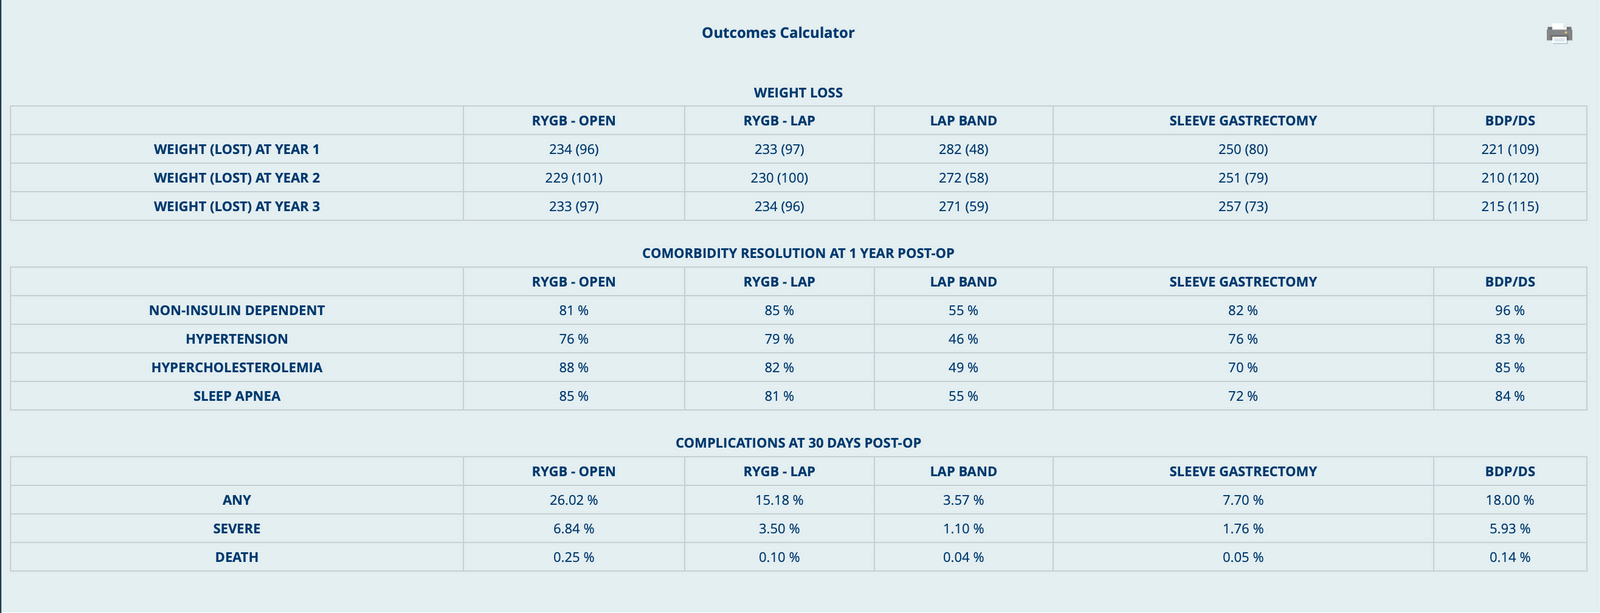 Outcomes Calculator
WEIGHT LOSS
RYGB - OPEN RYGB - LAP LAP BAND SLEEVE GASTRECTOMY BDP/DS
WEIGHT (LOST) AT YEAR 1 234 (96) 233 (97) 282 (48) 250 (80) 221 (109)
WEIGHT (LOST) AT YEAR 2 229 (101) 230 (100) 272 (58) 251 (79) 210 (120)
WEIGHT (LOST) AT YEAR 3 233 (97) 234 (96) 271 (59) 257 (73) 215 (115)
COMORBIDITY RESOLUTION AT 1 YEAR POST-OP
RYGB - OPEN RYGB - LAP LAP BAND SLEEVE GASTRECTOMY BDP/DS
NON-INSULIN DEPENDENT 81 % 85 % 55 % 82 % 96 %
HYPERTENSION 76 % 79 % 46 % 76 % 83 %
HYPERCHOLESTEROLEMIA 88 % 82 % 49 % 70 % 85 %
SLEEP APNEA 85 % 81 % 55 % 72 % 84 %
COMPLICATIONS AT 30 DAYS POST-OP
RYGB - OPEN RYGB - LAP LAP BAND SLEEVE GASTRECTOMY BDP/DS
ANY 26.02 % 15.18 % 3.57 % 7.70 % 18.00 %
SEVERE 6.84 % 3.50 % 1.10 % 1.76 % 5.93 %
DEATH 0.25 % 0.10 % 0.04 % 0.05 % 0.14 %